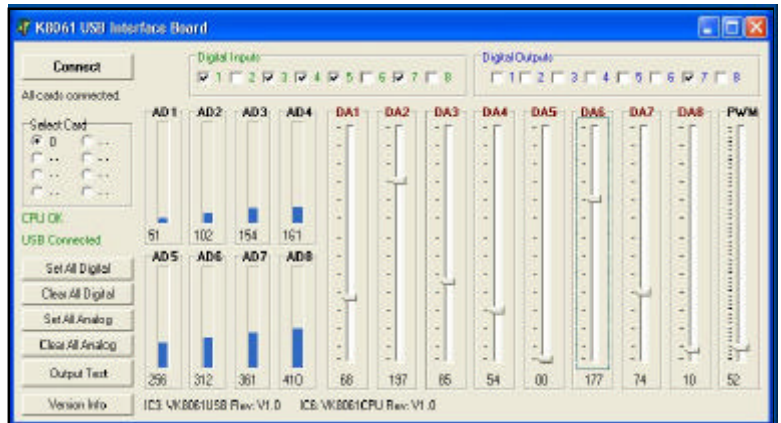 K8061 USB Interface Board
Connect
All cards connected.
Select Card
0 --
-- --
-- --
-- --
CPU OK
USB Connected
Set All Digital
Clear All Digital
Set All Analog
Clear All Analog
Output Test
Version Info
Digital Inputs
1 2 3 4 5 6 7 8
Digital Outputs
1 2 3 4 5 6 7 8
AD1 AD2 AD3 AD4 DA1 DA2 DA3 DA4 DA5 DA6 DA7 DA8 PWM
51 102 154 161
AD5 AD6 AD7 AD8
256 312 361 410 68 197 85 54 00 177 74 10 52
IC3: VK8061USB Rev: V1.0 IC6: VK8061CPU Rev: V1.0